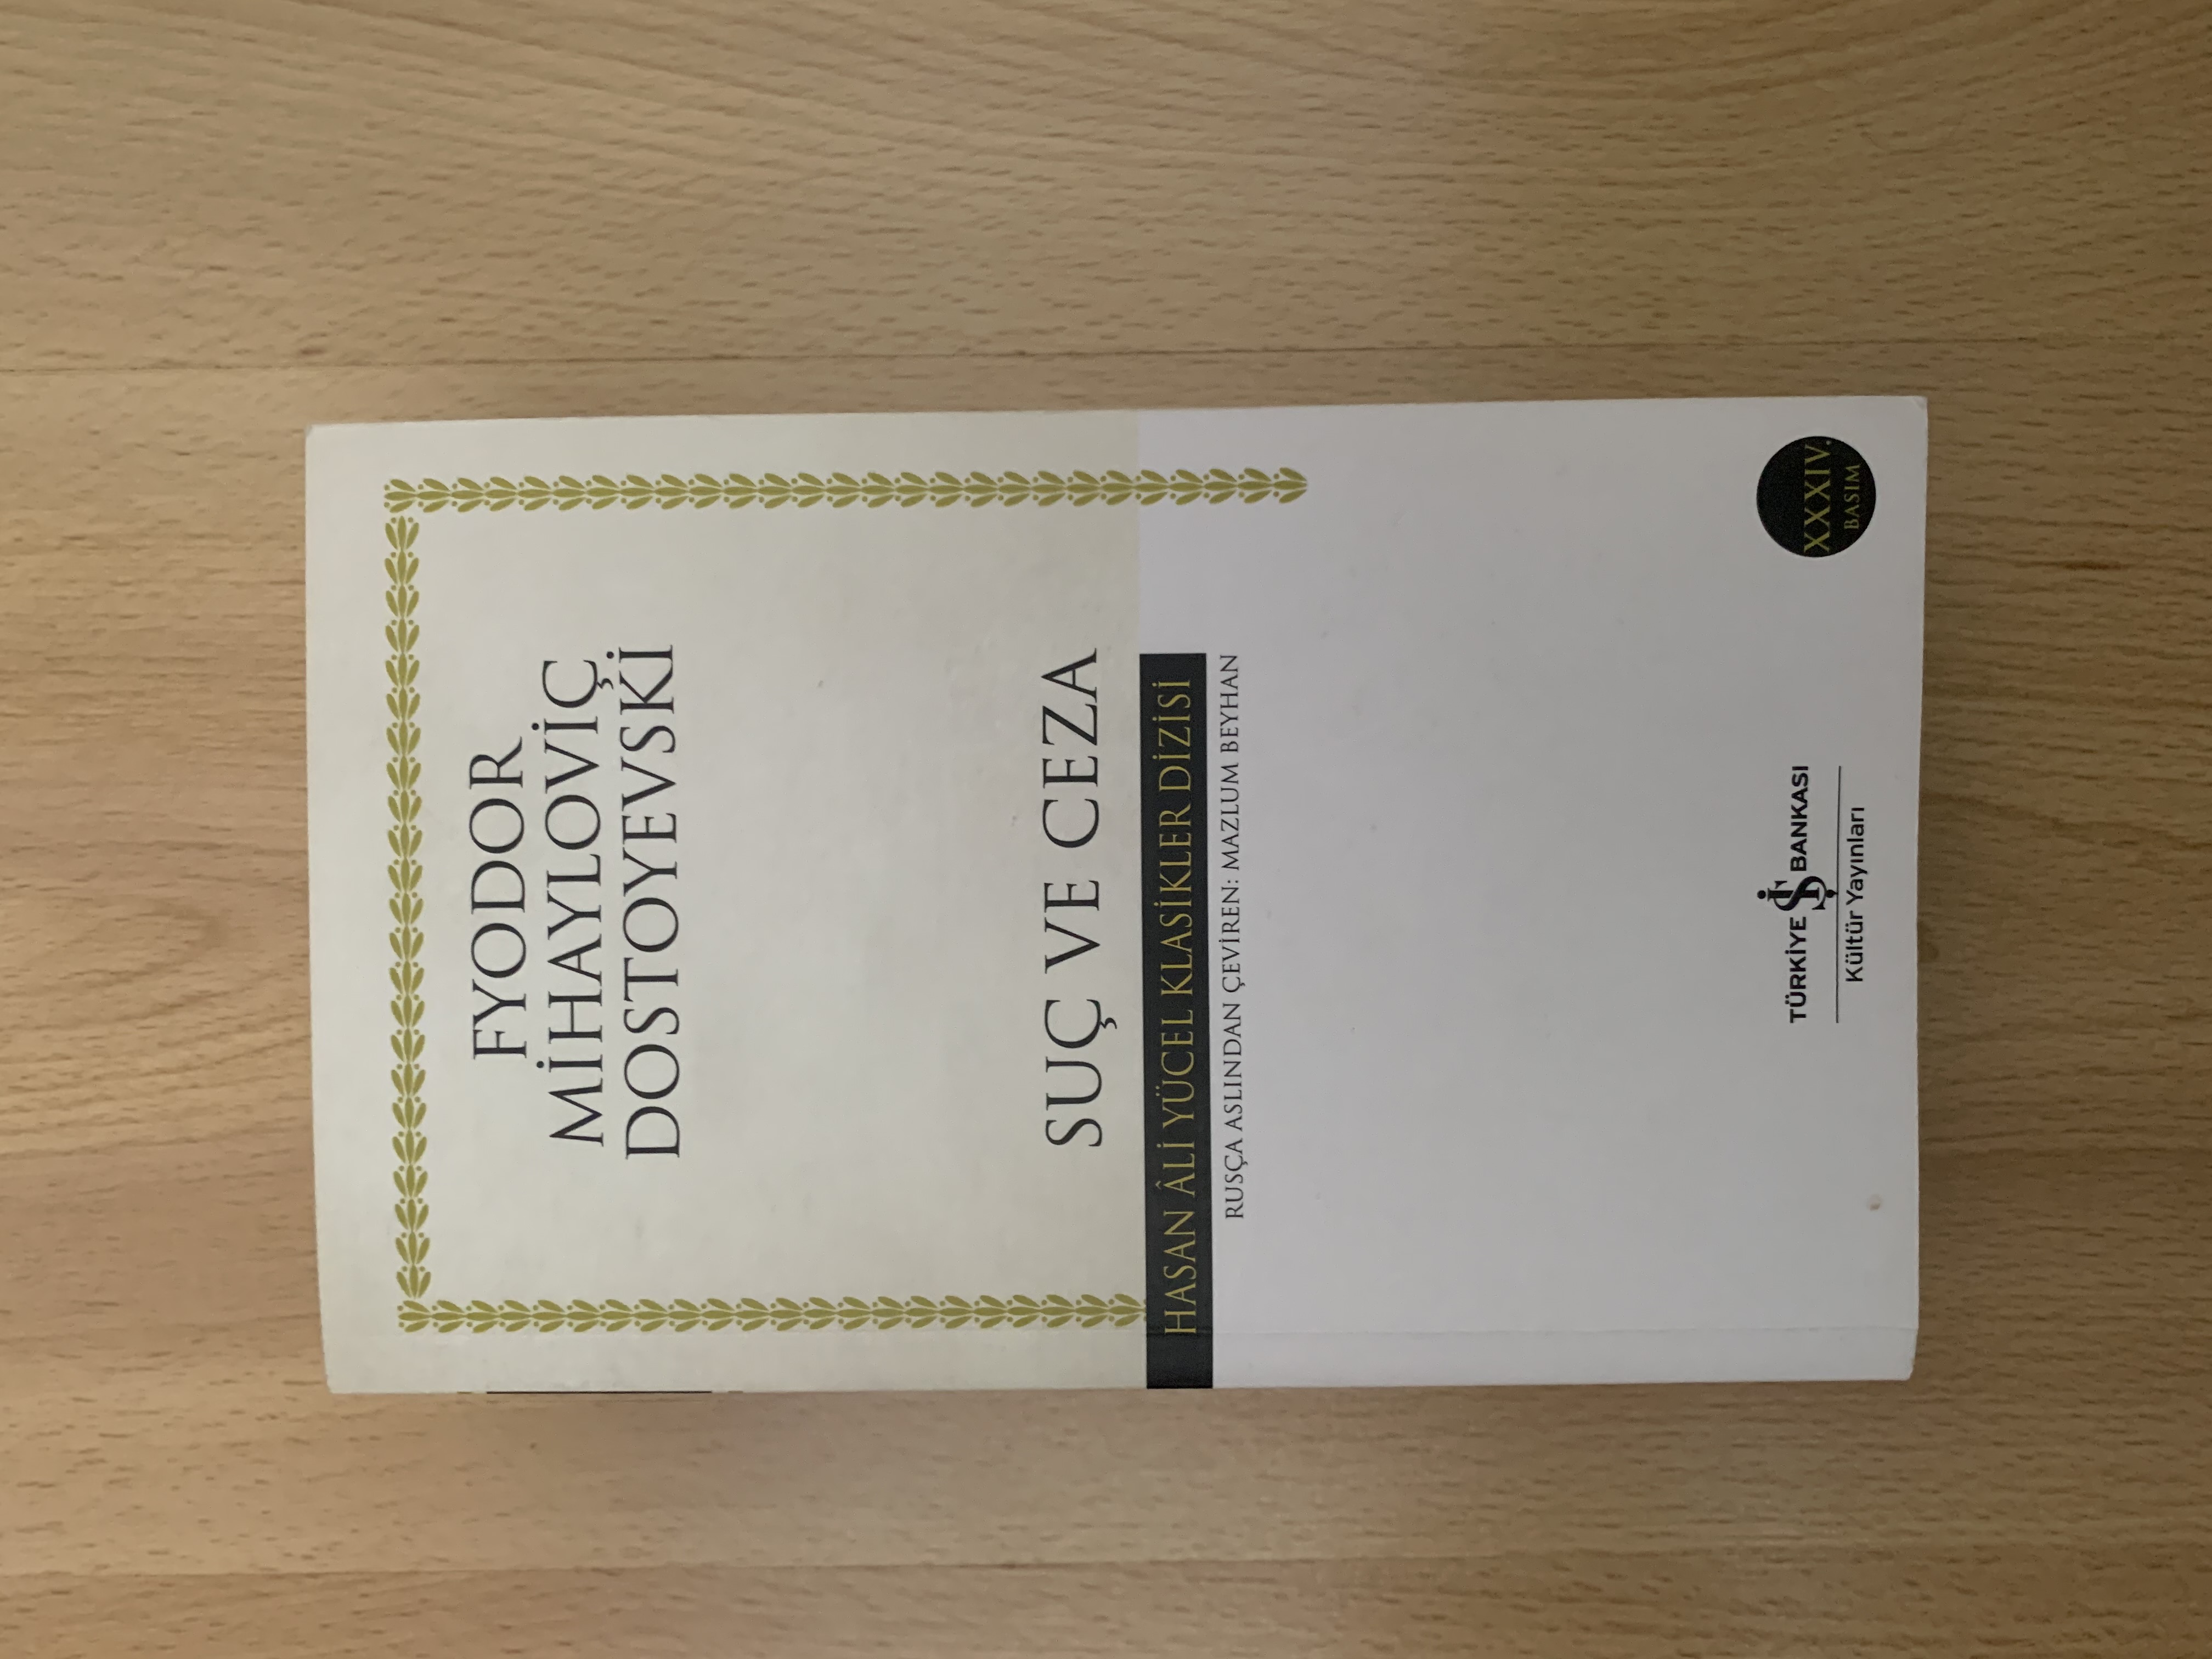 FYODOR
MİHAYLOVİÇ
DOSTOYEVSKİ
SUÇ VE CEZA
HASAN ÂLİ YÜCEL KLASİKLER DİZİSİ
RUSÇA ASLINDAN ÇEVİREN: MAZLUM BEYHAN
TÜRKİYE İŞ BANKASI
Kültür Yayınları
XXXIV.
BASIM